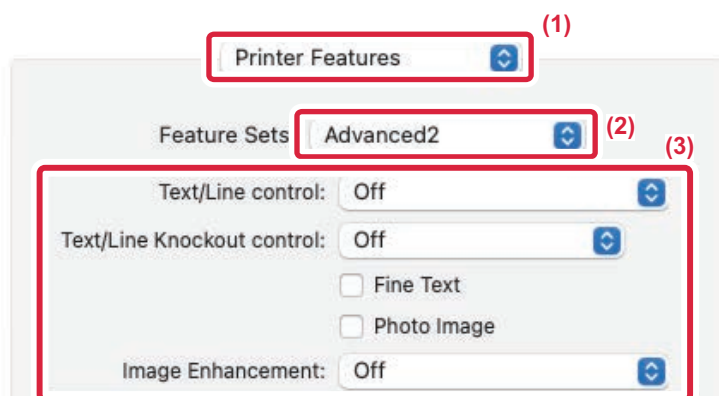 (1)
Printer Features
Feature Sets Advanced2 (2)
(3)
Text/Line control: Off
Text/Line Knockout control: Off
Fine Text
Photo Image
Image Enhancement: Off